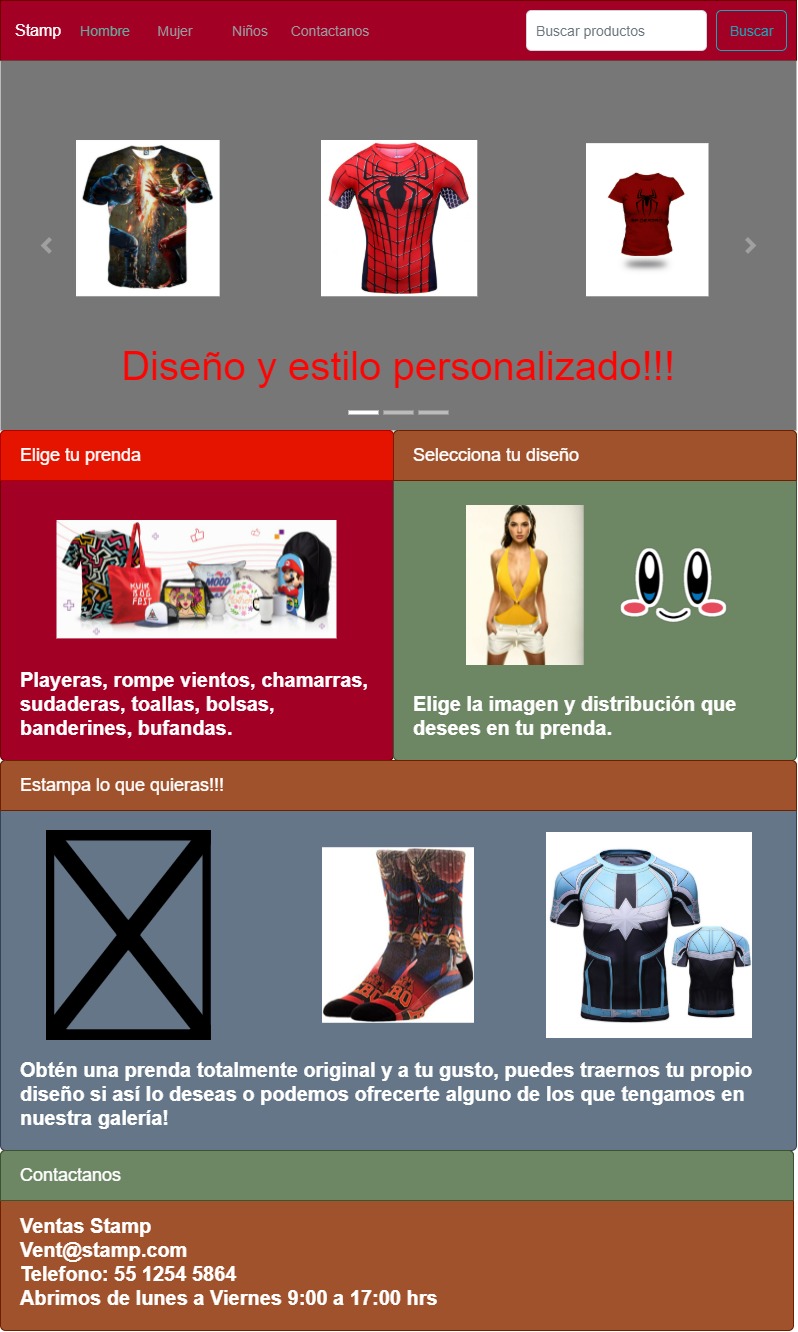 Stamp Hombre Mujer Niños Contactanos Buscar productos Buscar
Diseño y estilo personalizado!!!
Elige tu prenda
Selecciona tu diseño
MOOD
Playeras, rompe vientos, chamarras,
sudaderas, toallas, bolsas,
banderines, bufandas.
Elige la imagen y distribución que
desees en tu prenda.
Estampa lo que quieras!!!
Obtén una prenda totalmente original y a tu gusto, puedes traernos tu propio
diseño si así lo deseas o podemos ofrecerte alguno de los que tengamos en
nuestra galería!
Contactanos
Ventas Stamp
Vent@stamp.com
Telefono: 55 1254 5864
Abrimos de lunes a Viernes 9:00 a 17:00 hrs